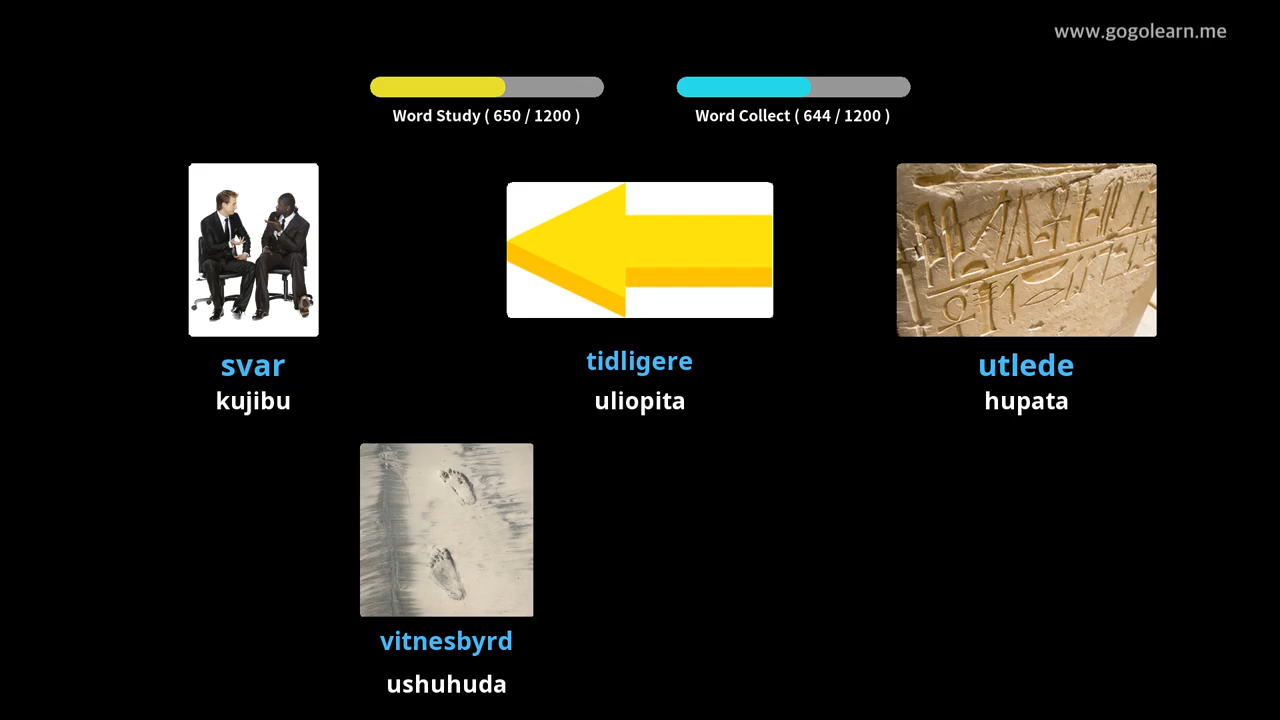 www.gogolearn.me
Word Study ( 650 / 1200 )
Word Collect ( 644 / 1200 )
svar
kujibu
tidligere
uliopita
utlede
hupata
vitnesbyrd
ushuhuda